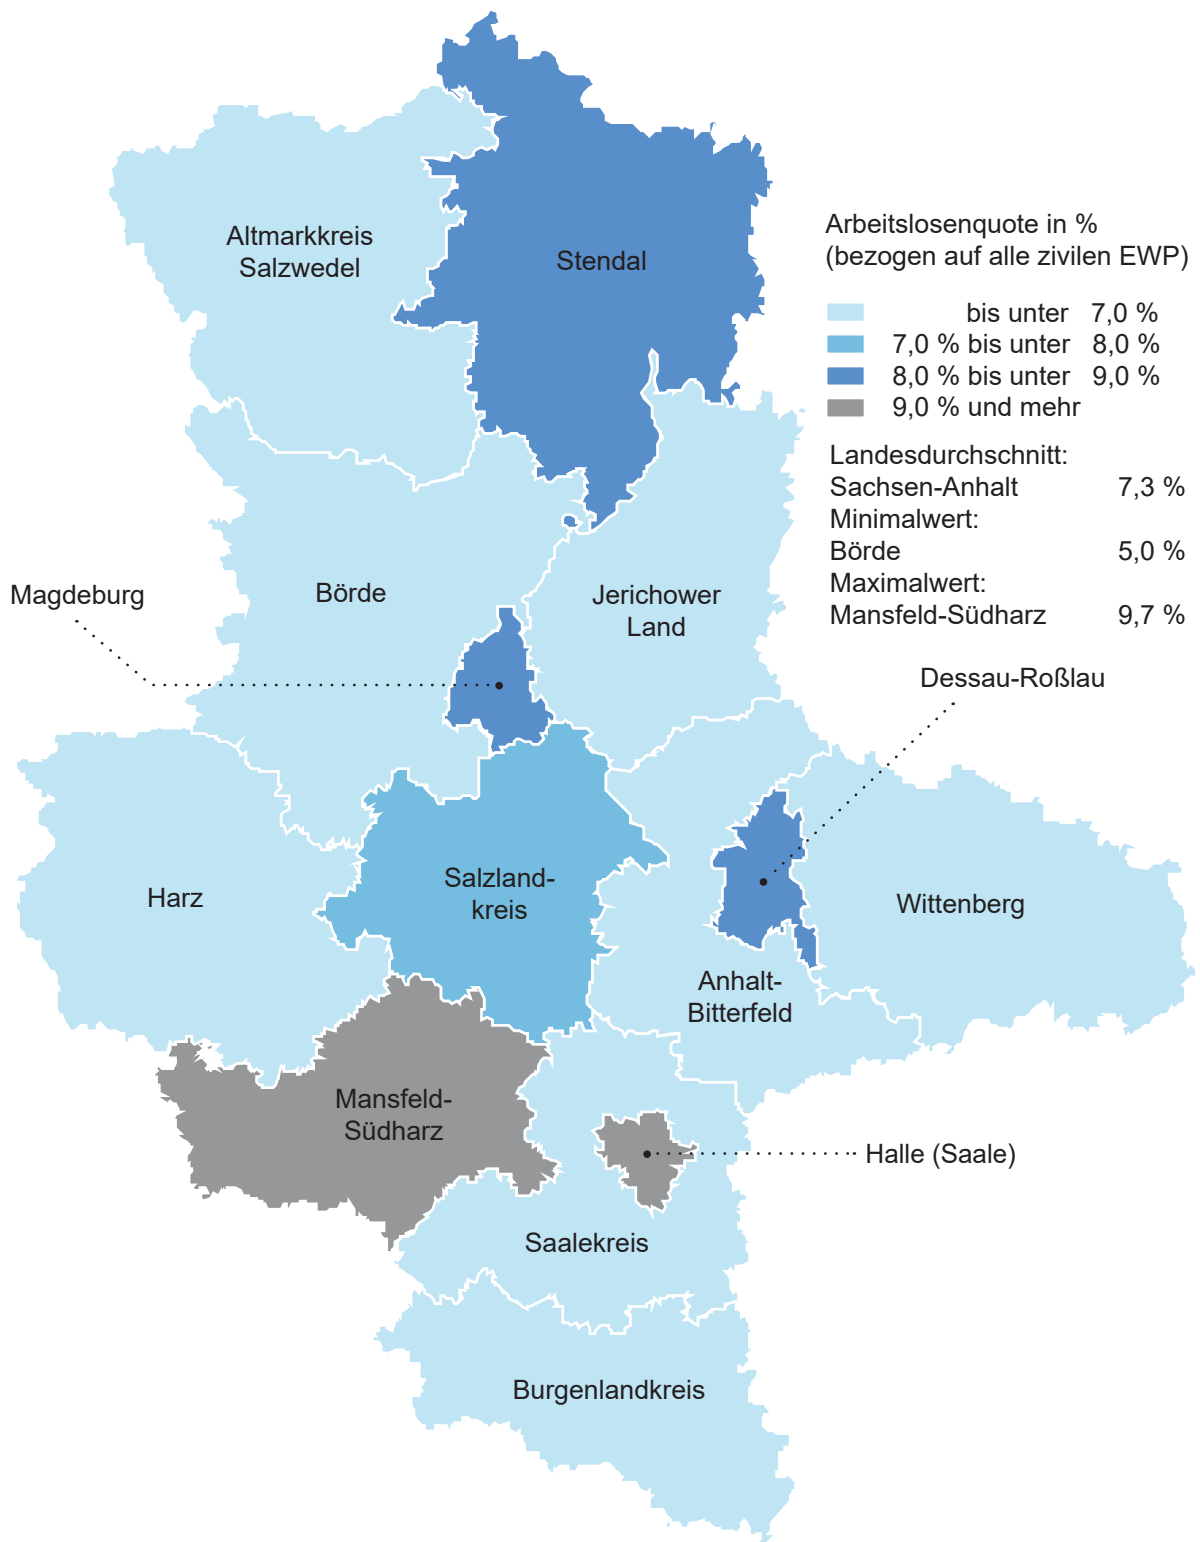 Altmarkkreis
Salzwedel
Stendal
Arbeitslosenquote in %
(bezogen auf alle zivilen EWP)
bis unter 7,0 %
7,0 % bis unter 8,0 %
8,0 % bis unter 9,0 %
9,0 % und mehr
Landesdurchschnitt:
Sachsen-Anhalt 7,3 %
Minimalwert:
Börde 5,0 %
Maximalwert:
Mansfeld-Südharz 9,7 %
Magdeburg
Börde
Jerichower
Land
Dessau-Roßlau
Harz
Salzland-
kreis
Wittenberg
Anhalt-
Bitterfeld
Mansfeld-
Südharz
Halle (Saale)
Saalekreis
Burgenlandkreis